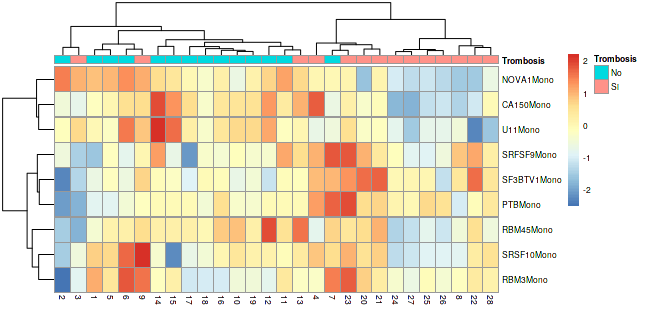 Trombosis
NOVA1Mono
CA150Mono
U11Mono
SRFSF9Mono
SF3BTV1Mono
PTBMono
RBM45Mono
SRSF10Mono
RBM3Mono
2 3 1 5 6 9 14 15 17 18 16 10 19 12 11 13 4 7 23 20 21 24 27 25 26 8 22 28
2
1
0
-1
-2
Trombosis
No
SI